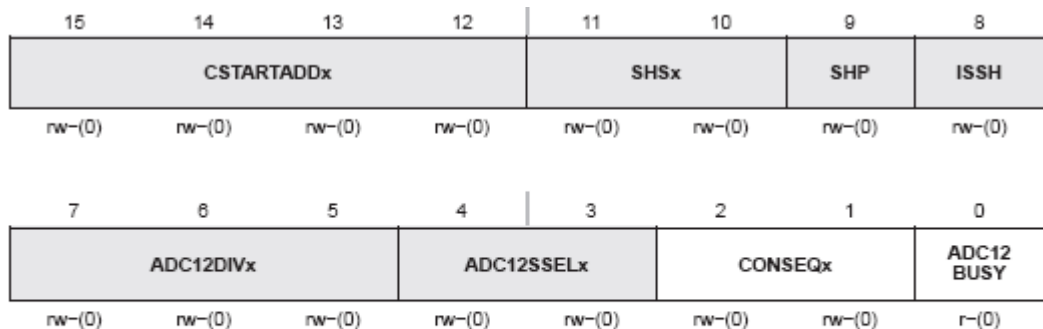 15 14 13 12 11 10 9 8
CSTARTADDx SHSx SHP ISSH
rw−(0) rw−(0) rw−(0) rw−(0) rw−(0) rw−(0) rw−(0) rw−(0)
7 6 5 4 3 2 1 0
ADC12DIVx ADC12SSELx CONSEQx ADC12
BUSY
rw−(0) rw−(0) rw−(0) rw−(0) rw−(0) rw−(0) rw−(0) r−(0)